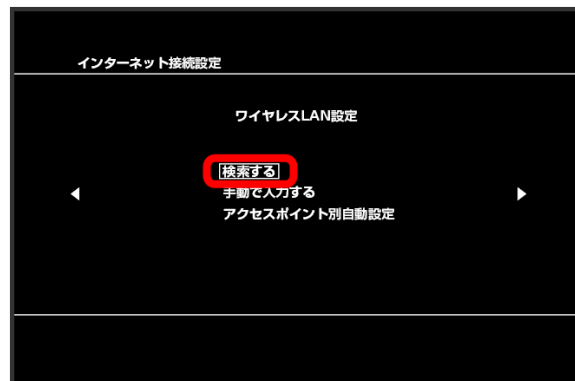 インターネット接続設定
ワイヤレスLAN設定
検索する
手動で入力する
アクセスポイント別自動設定